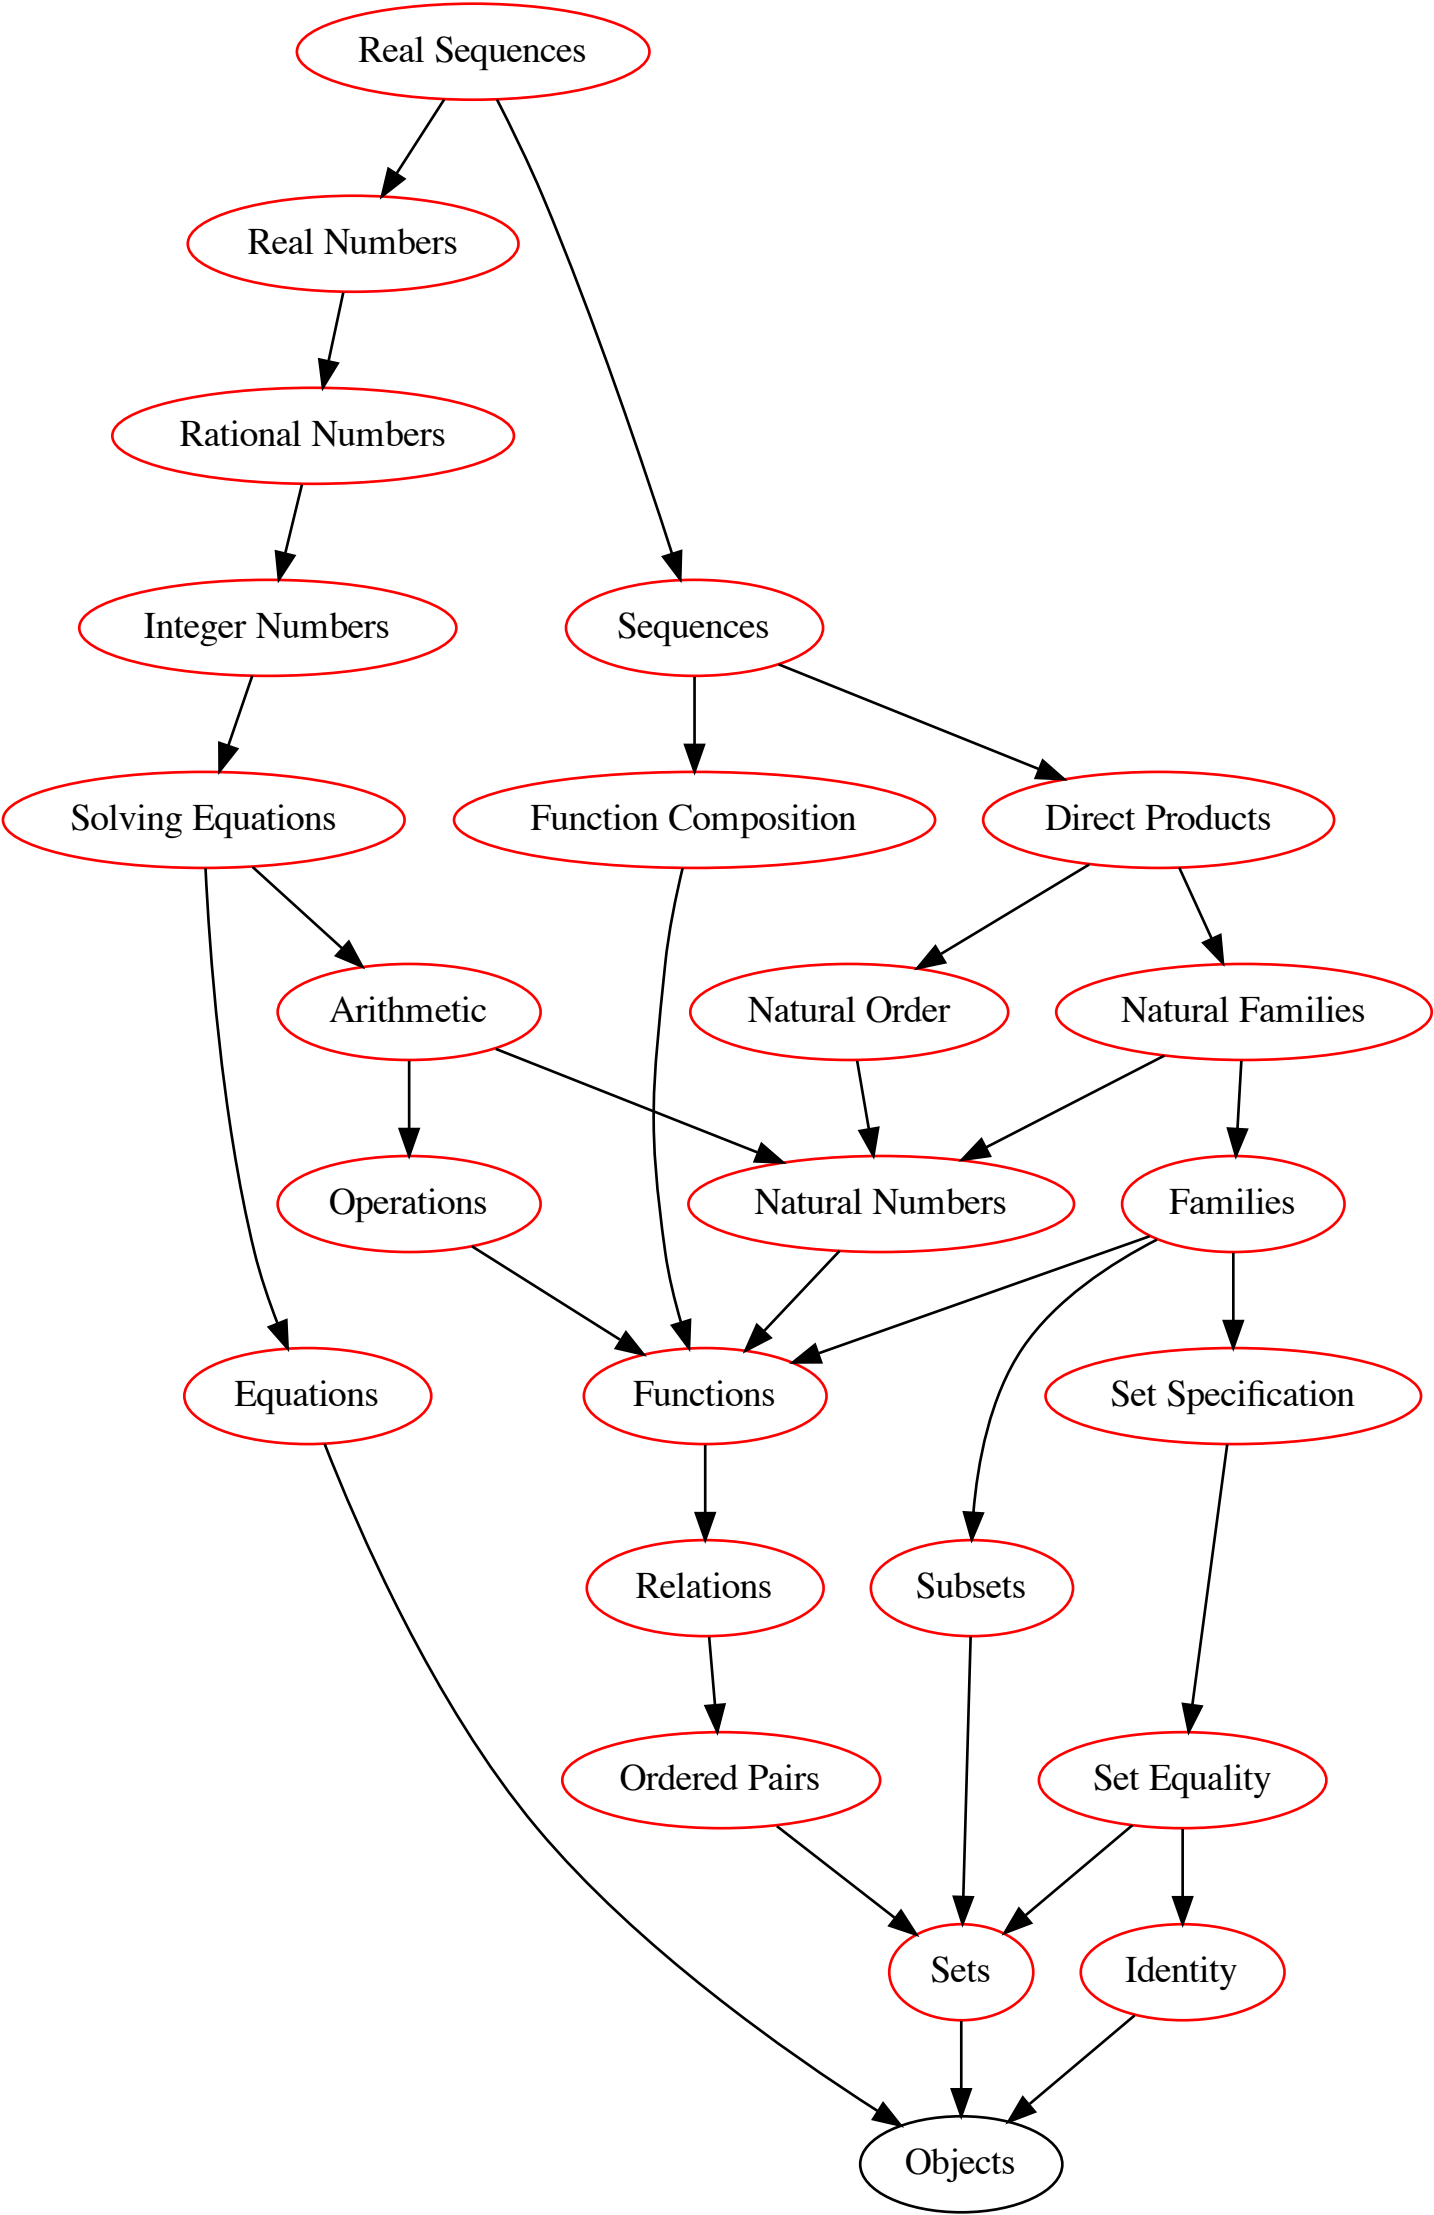 Real Sequences
Real Numbers
Rational Numbers
Integer Numbers
Sequences
Solving Equations
Function Composition
Direct Products
Arithmetic
Natural Order
Natural Families
Operations
Natural Numbers
Families
Equations
Functions
Set Specification
Relations
Subsets
Ordered Pairs
Set Equality
Sets
Identity
Objects